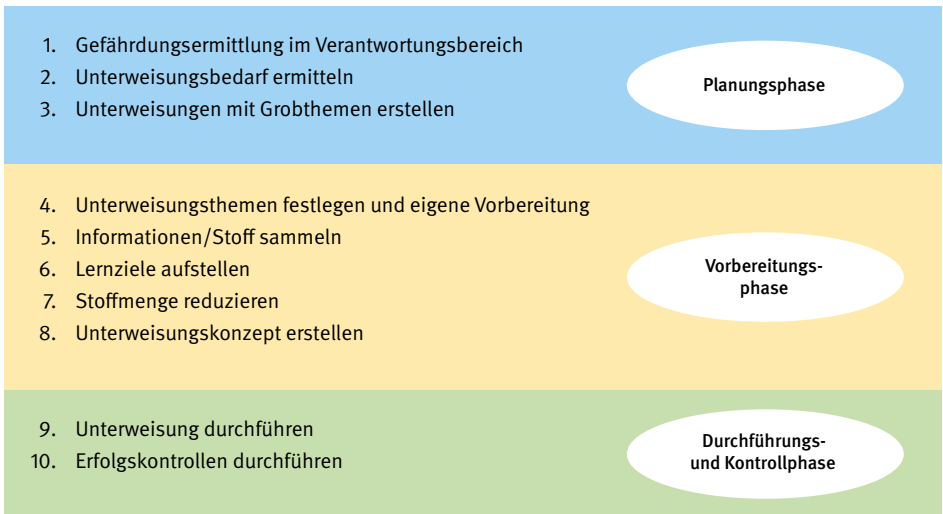 1. Gefährdungsermittlung im Verantwortungsbereich
2. Unterweisungsbedarf ermitteln
3. Unterweisungen mit Grobthemen erstellen
Planungsphase
4. Unterweisungsthemen festlegen und eigene Vorbereitung
5. Informationen/Stoff sammeln
6. Lernziele aufstellen
7. Stoffmenge reduzieren
8. Unterweisungskonzept erstellen
Vorbereitungs-
phase
9. Unterweisung durchführen
10. Erfolgskontrollen durchführen
Durchführungs-
und Kontrollphase